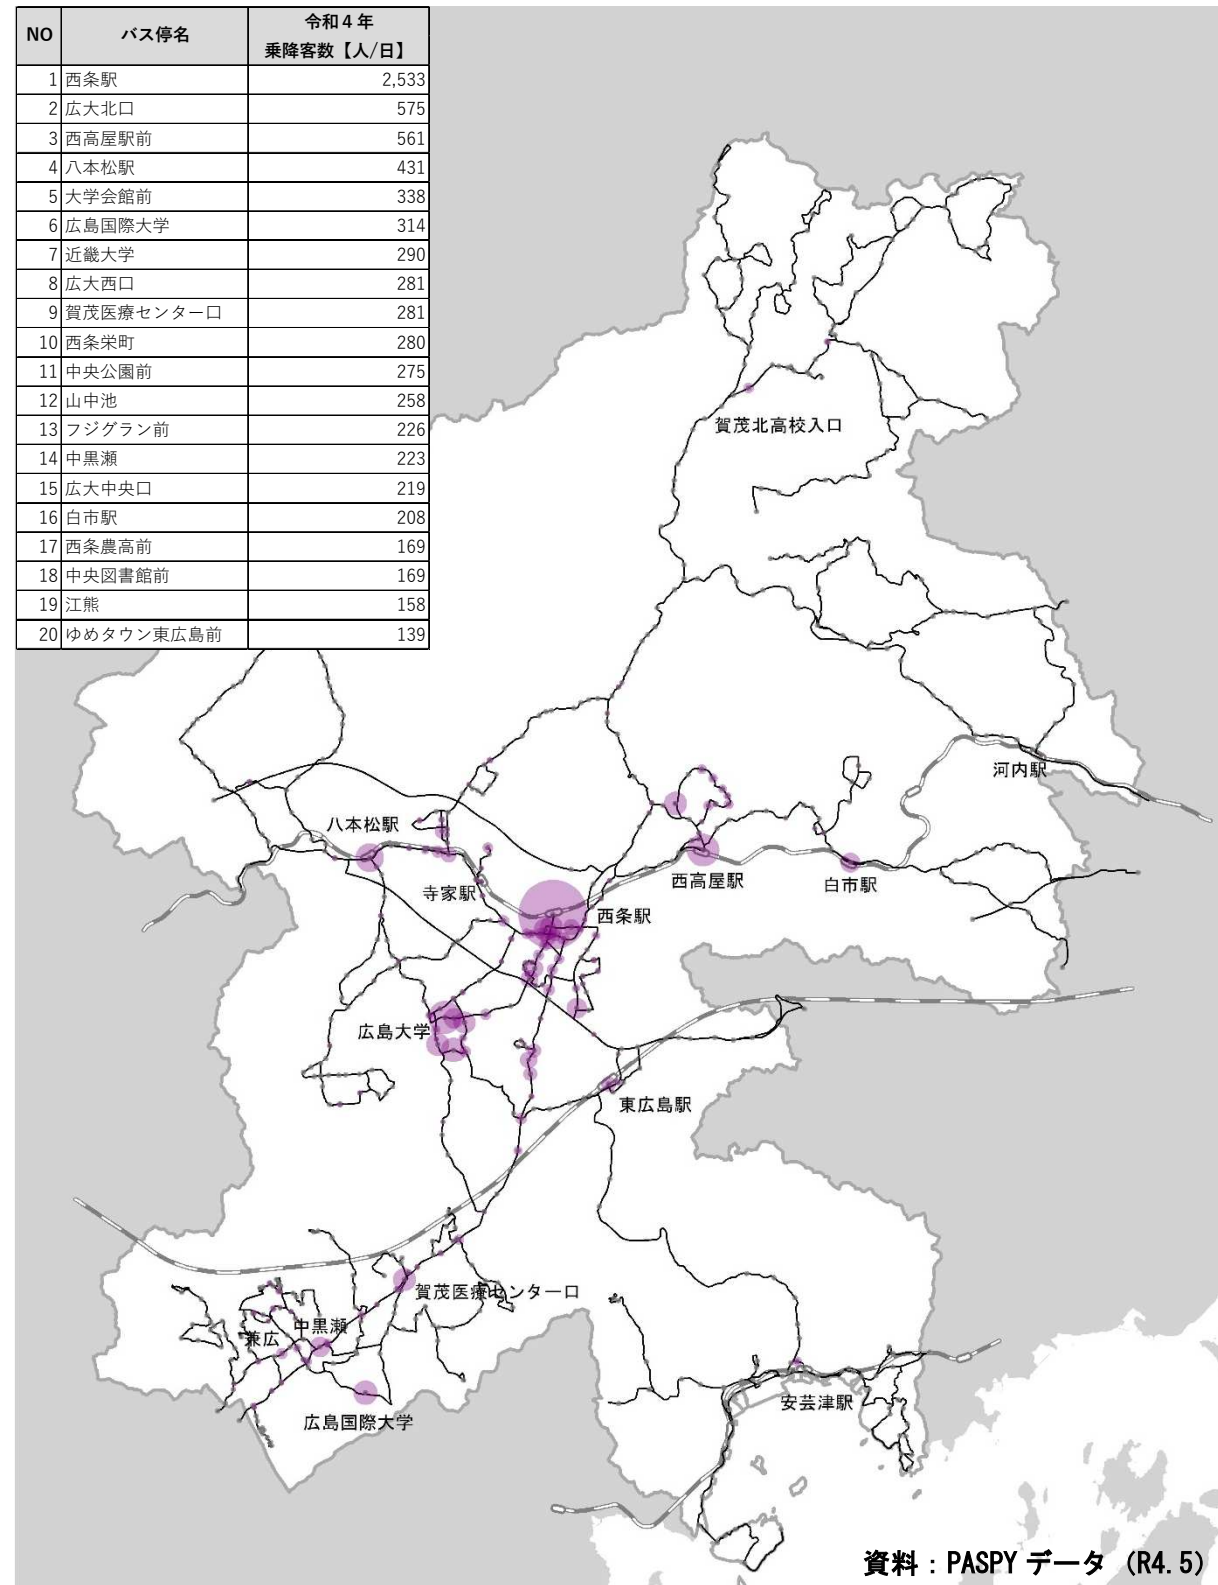 NO バス停名 令和４年
乗降客数【人/日】
1 西条駅 2,533
2 広大北口 575
3 西高屋駅前 561
4 八本松駅 431
5 大学会館前 338
6 広島国際大学 314
7 近畿大学 290
8 広大西口 281
9 賀茂医療センター口 281
10 西条栄町 280
11 中央公園前 275
12 山中池 258
13 フジグラン前 226
14 中黒瀬 223
15 広大中央口 219
16 白市駅 208
17 西条農高前 169
18 中央図書館前 169
19 江熊 158
20 ゆめタウン東広島前 139
賀茂北高校入口
河内駅
八本松駅
西高屋駅
白市駅
寺家駅
西条駅
広島大学
東広島駅
賀茂医療センター口
中黒瀬
兼広
安芸津駅
広島国際大学
資料：PASPYデータ（R4.5）